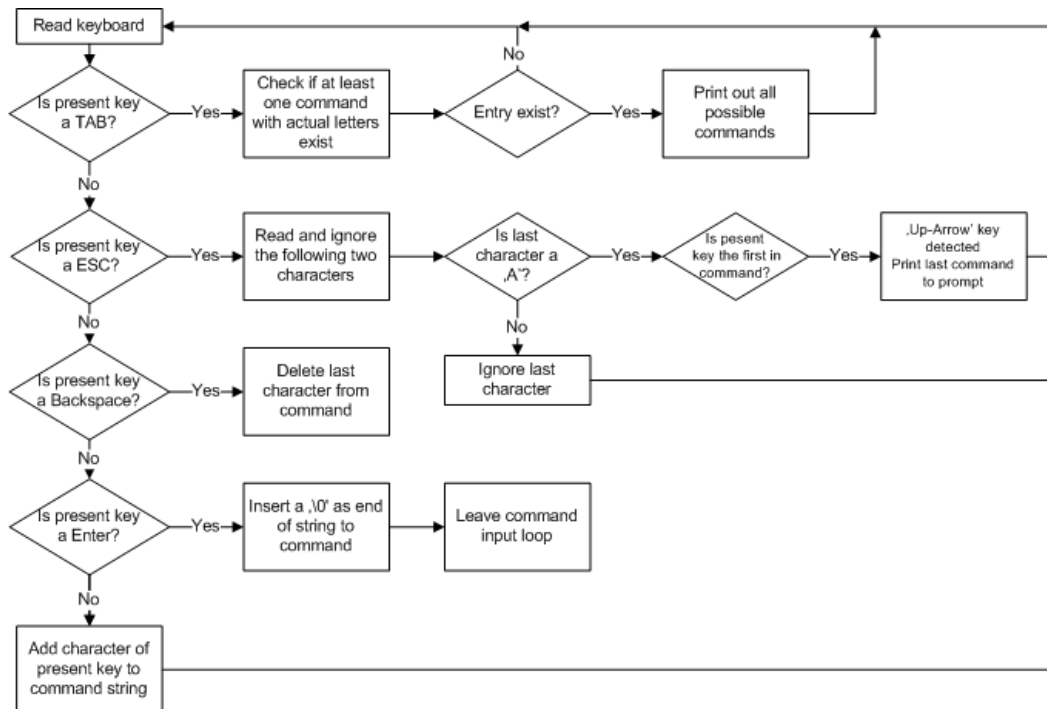 Read keyboard
Is present key
a TAB?
Yes
Check if at least
one command
with actual letters
exist
No
Entry exist?
Yes
Print out all
possible
commands
No
Is present key
a ESC?
Yes
Read and ignore
the following two
characters
Is last
character a
‚A‘?
Yes
Is pesent
key the first in
command?
Yes
‚Up-Arrow’ key
detected
Print last command
to prompt
No
No
Is present key
a Backspace?
Yes
Delete last
character from
command
Ignore last
character
No
Is present key
a Enter?
Yes
Insert a ‚\0' as end
of string to
command
Leave command
input loop
No
Add character of
present key to
command string